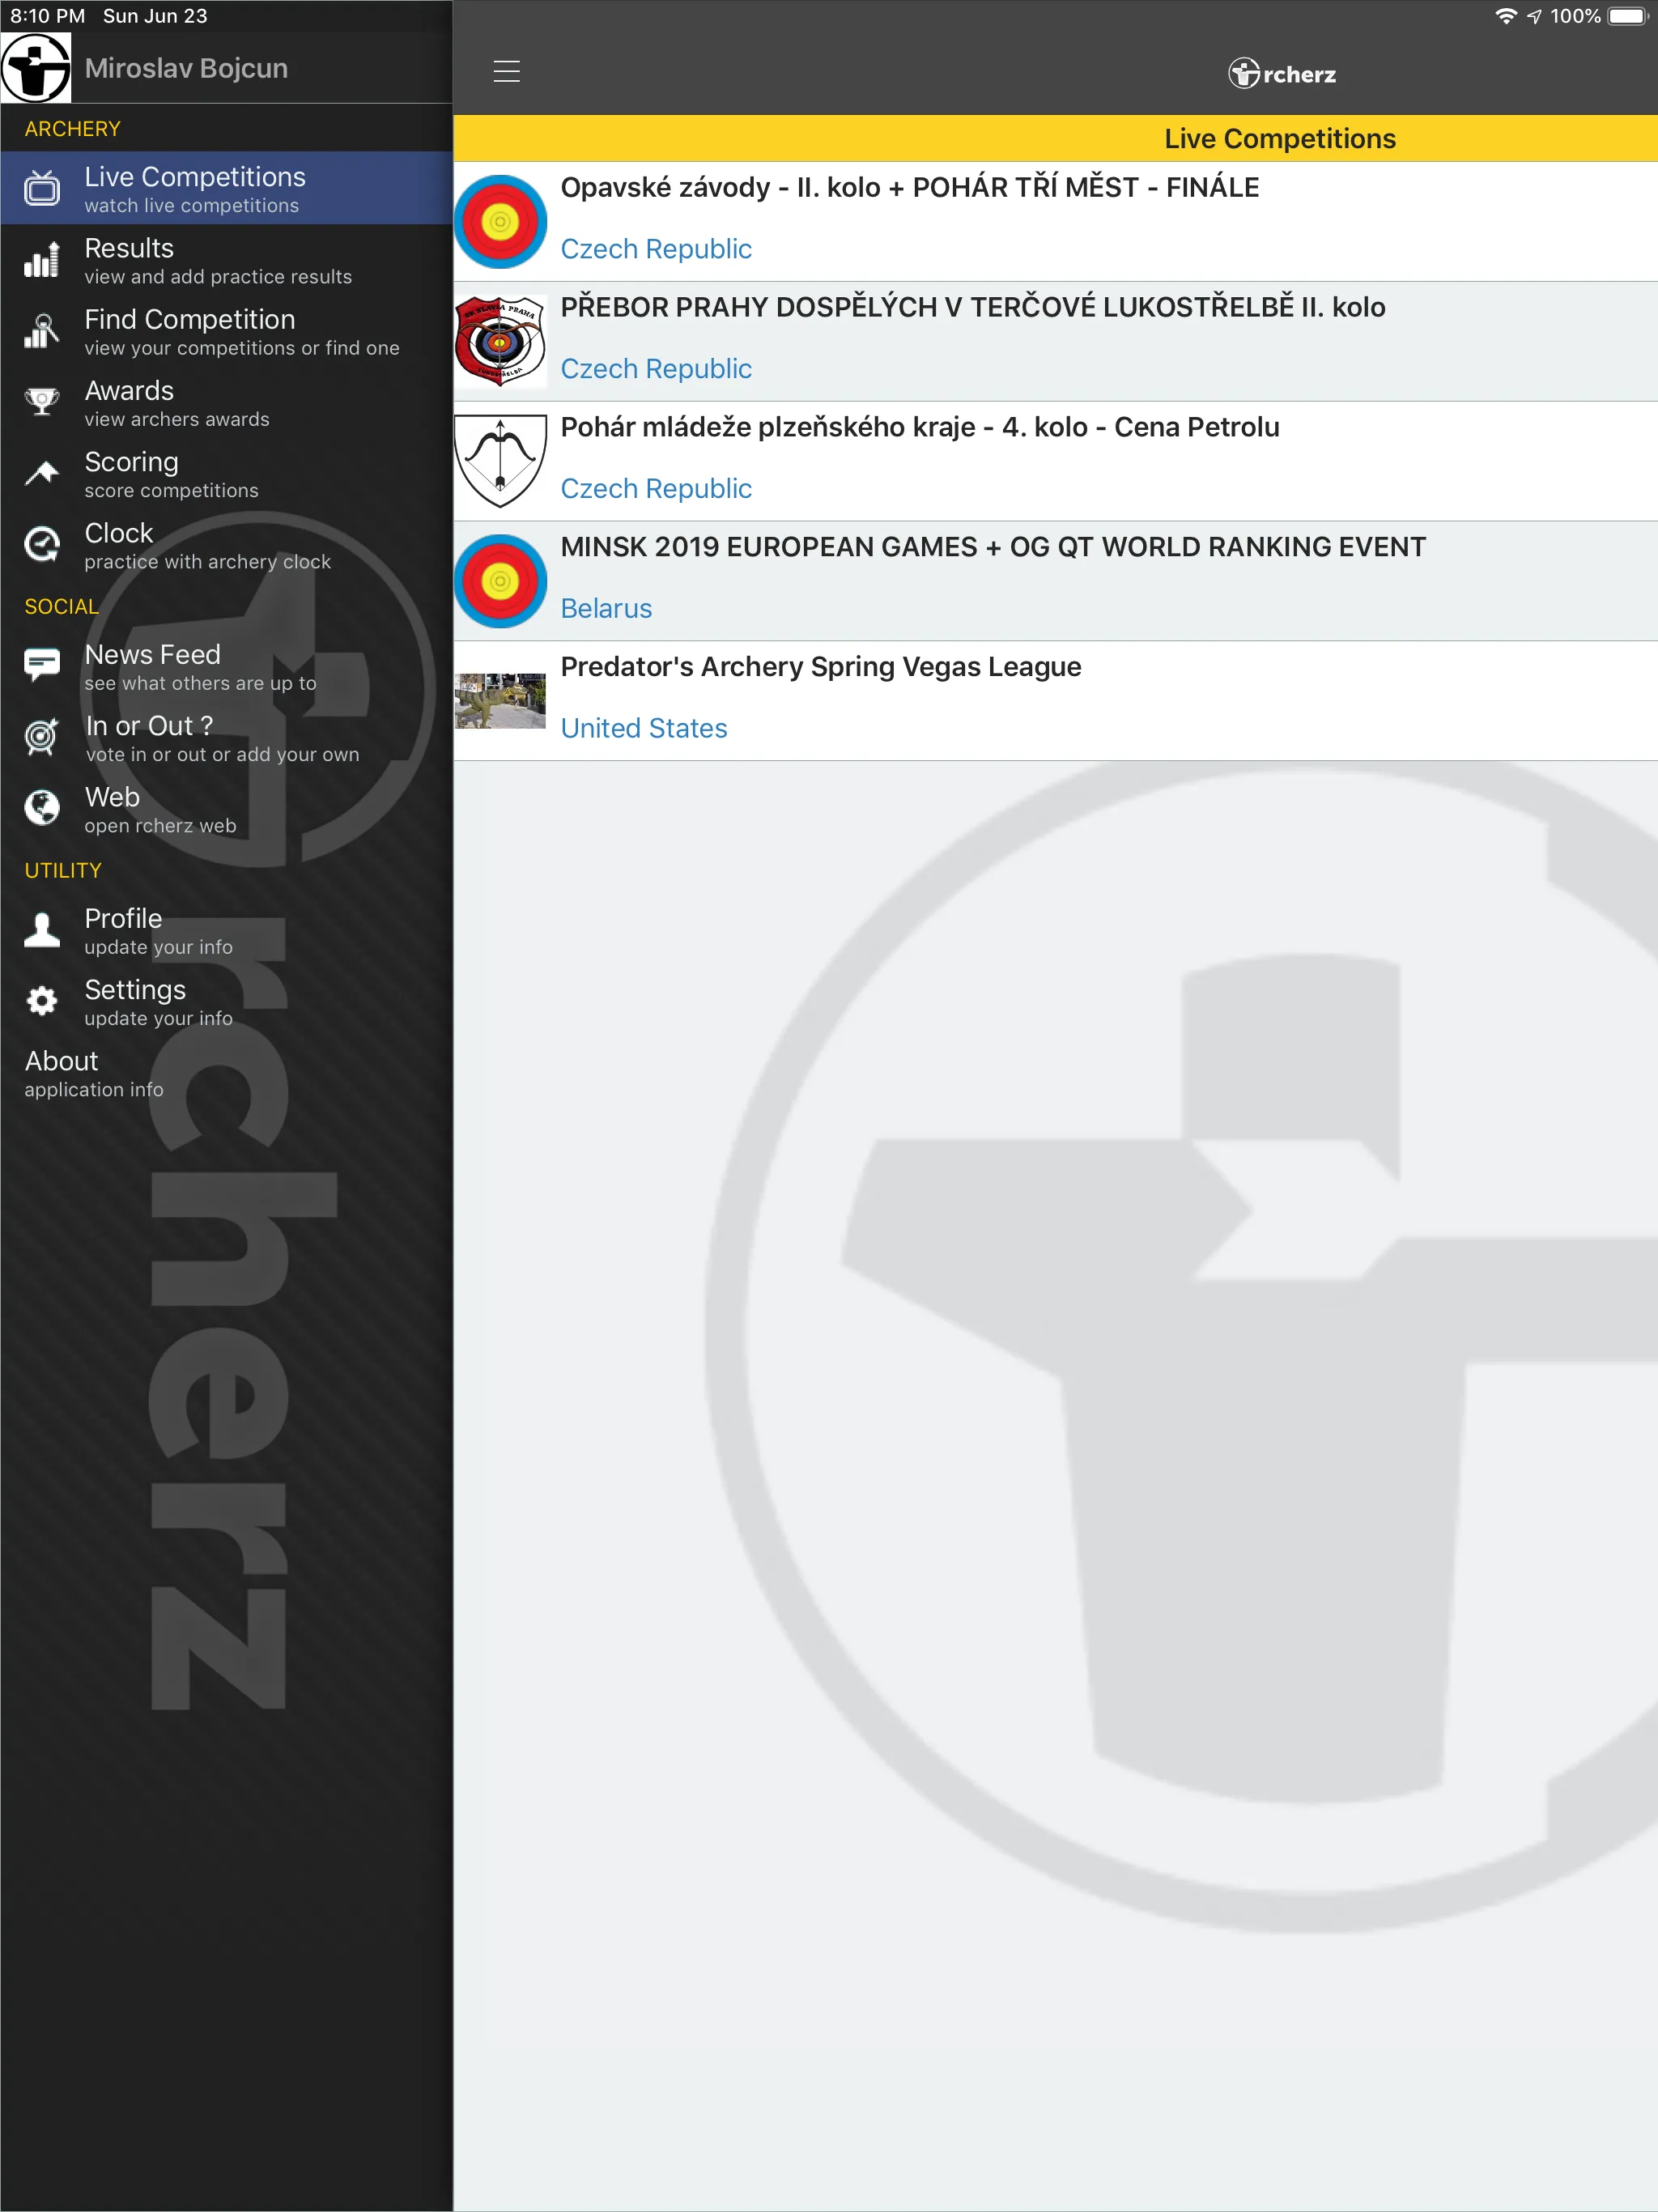 8:10 PM Sun Jun 23
100%
Miroslav Bojcun
rcherz
ARCHERY
Live Competitions
watch live competitions
Results
view and add practice results
Find Competition
view your competitions or find one
Awards
view archers awards
Scoring
score competitions
Clock
practice with archery clock
SOCIAL
News Feed
see what others are up to
In or Out ?
vote in or out or add your own
Web
open rcherz web
UTILITY
Profile
update your info
Settings
update your info
About
application info
rcherz
Live Competitions
Opavské závody - II. kolo + POHÁR TŘÍ MĚST - FINÁLE
Czech Republic
PŘEBOR PRAHY DOSPĚLÝCH V TERČOVÉ LUKOSTŘELBĚ II. kolo
Czech Republic
Pohár mládeže plzeňského kraje - 4. kolo - Cena Petrolu
Czech Republic
MINSK 2019 EUROPEAN GAMES + OG QT WORLD RANKING EVENT
Belarus
Predator's Archery Spring Vegas League
United States